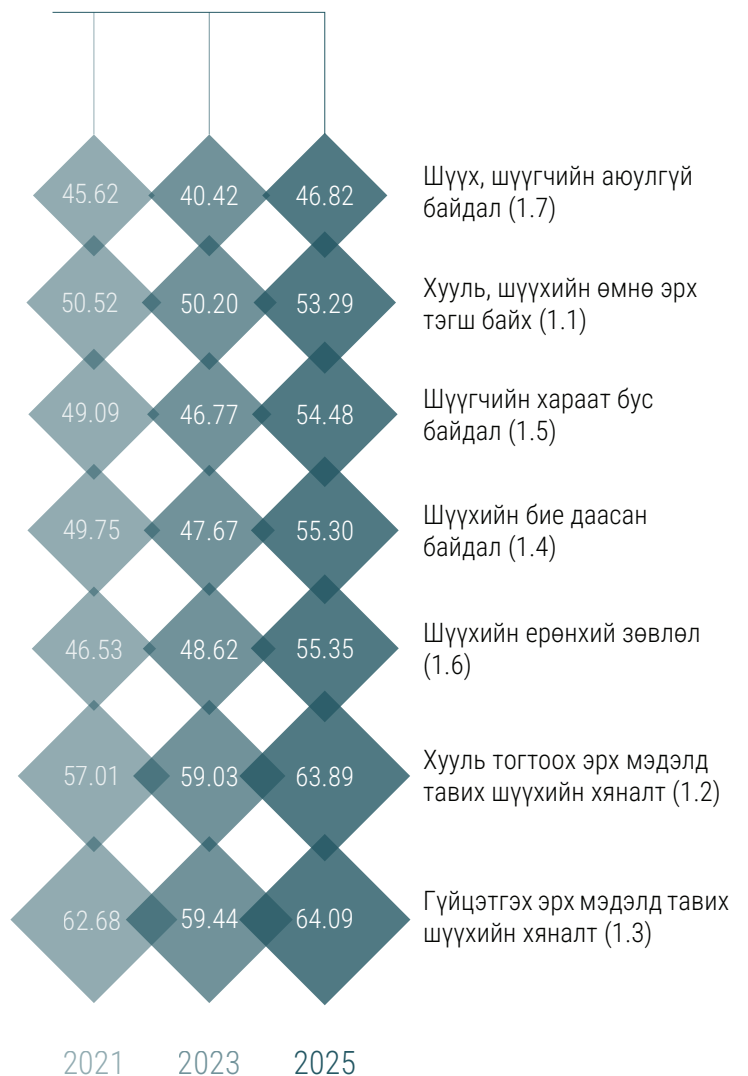 45.62 40.42 46.82 Шүүх, шүүгчийн аюулгүй
байдал (1.7)
50.52 50.20 53.29 Хууль, шүүхийн өмнө эрх
тэгш байх (1.1)
49.09 46.77 54.48 Шүүгчийн хараат бус
байдал (1.5)
49.75 47.67 55.30 Шүүхийн бие даасан
байдал (1.4)
46.53 48.62 55.35 Шүүхийн ерөнхий зөвлөл
(1.6)
57.01 59.03 63.89 Хууль тогтоох эрх мэдэлд
тавих шүүхийн хяналт (1.2)
62.68 59.44 64.09 Гүйцэтгэх эрх мэдэлд тавих
шүүхийн хяналт (1.3)
2021 2023 2025